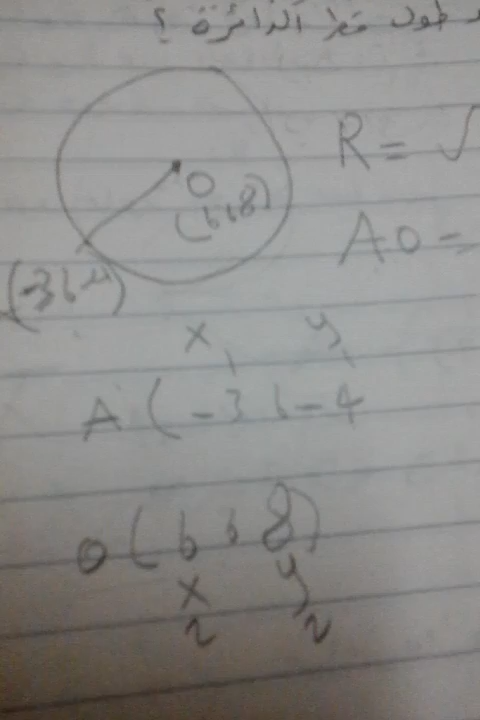 طول قطر الدائرة ؟
R = √
O
(6,8)
AO =
(-3,-4)
x₁ y₁
A (-3, -4
O (6, 8)
x₂ y₂